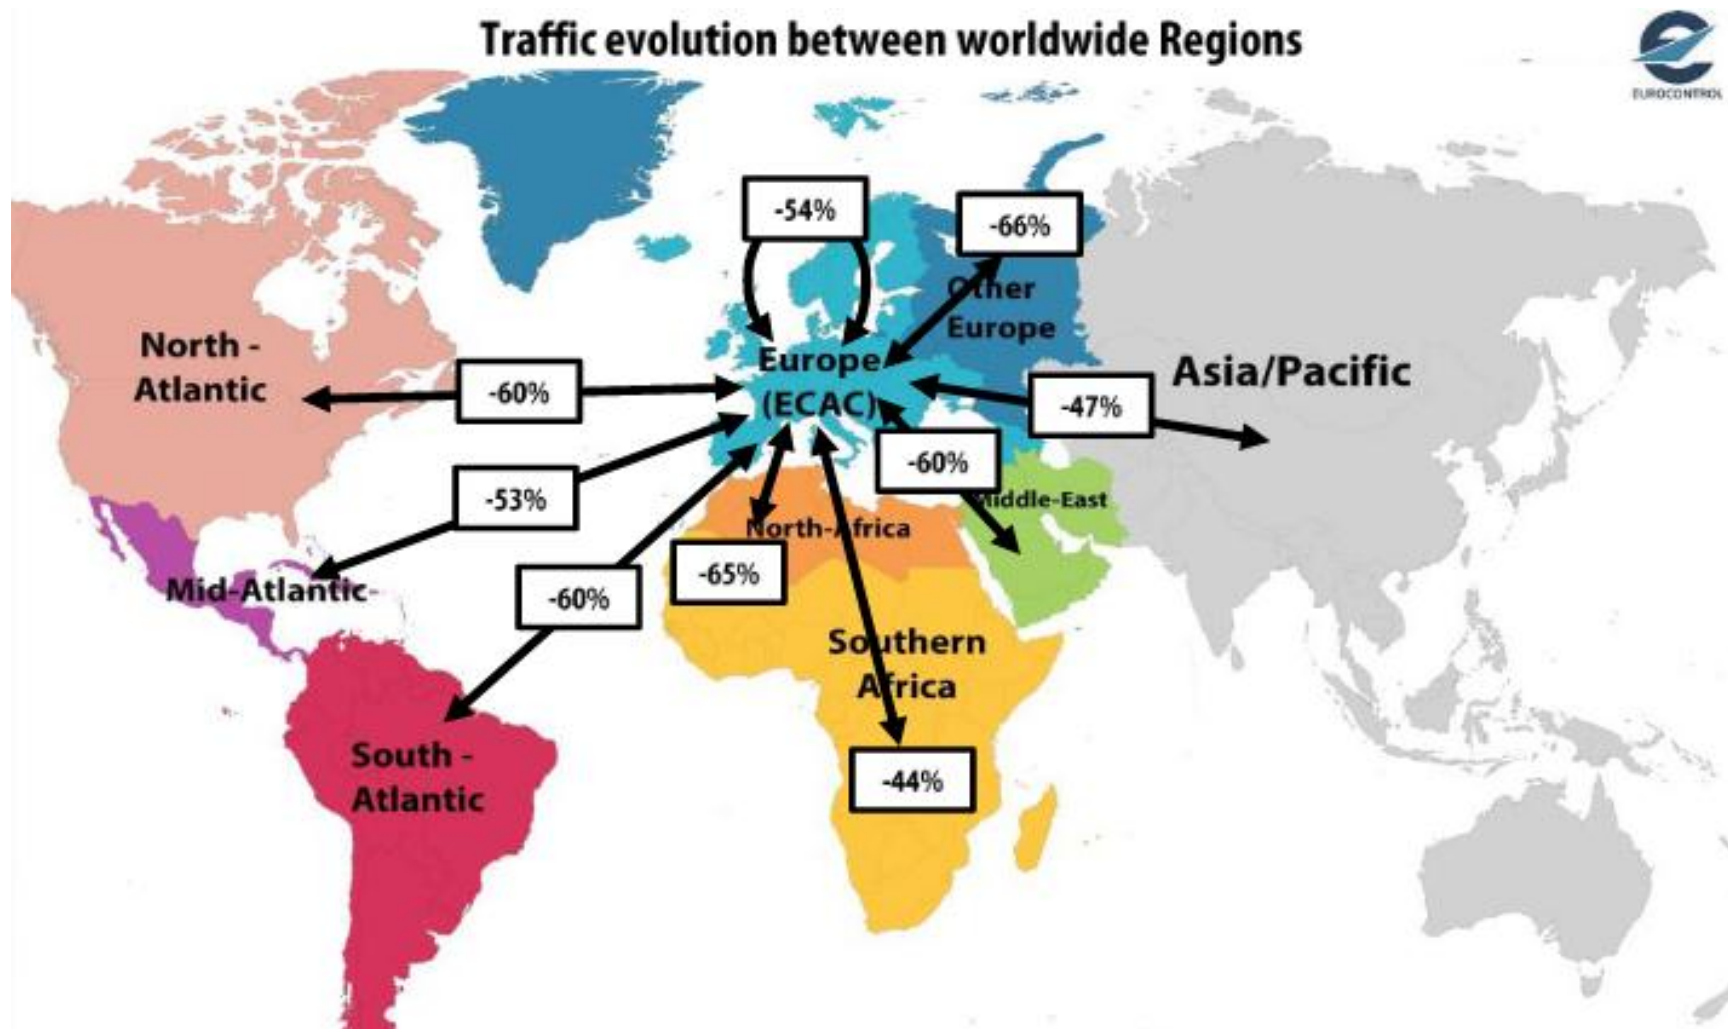 Traffic evolution between worldwide Regions
EUROCONTROL
-54%
-66%
Other
Europe
North -
Atlantic
Europe
(ECAC)
Asia/Pacific
-60%
-47%
-60%
-53%
Middle-East
North-Africa
-65%
-60%
Mid-Atlantic-
Southern
Africa
South -
Atlantic
-44%